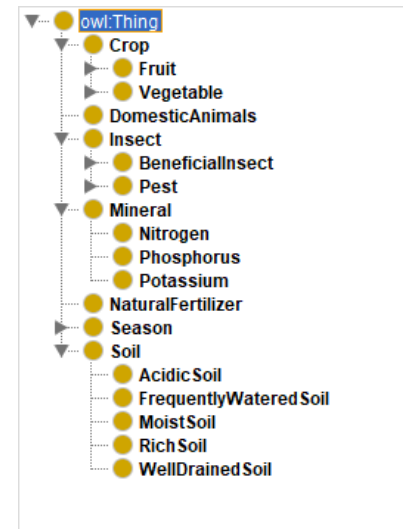 owl:Thing
Crop
Fruit
Vegetable
DomesticAnimals
Insect
BeneficialInsect
Pest
Mineral
Nitrogen
Phosphorus
Potassium
NaturalFertilizer
Season
Soil
AcidicSoil
FrequentlyWateredSoil
MoistSoil
RichSoil
WellDrainedSoil